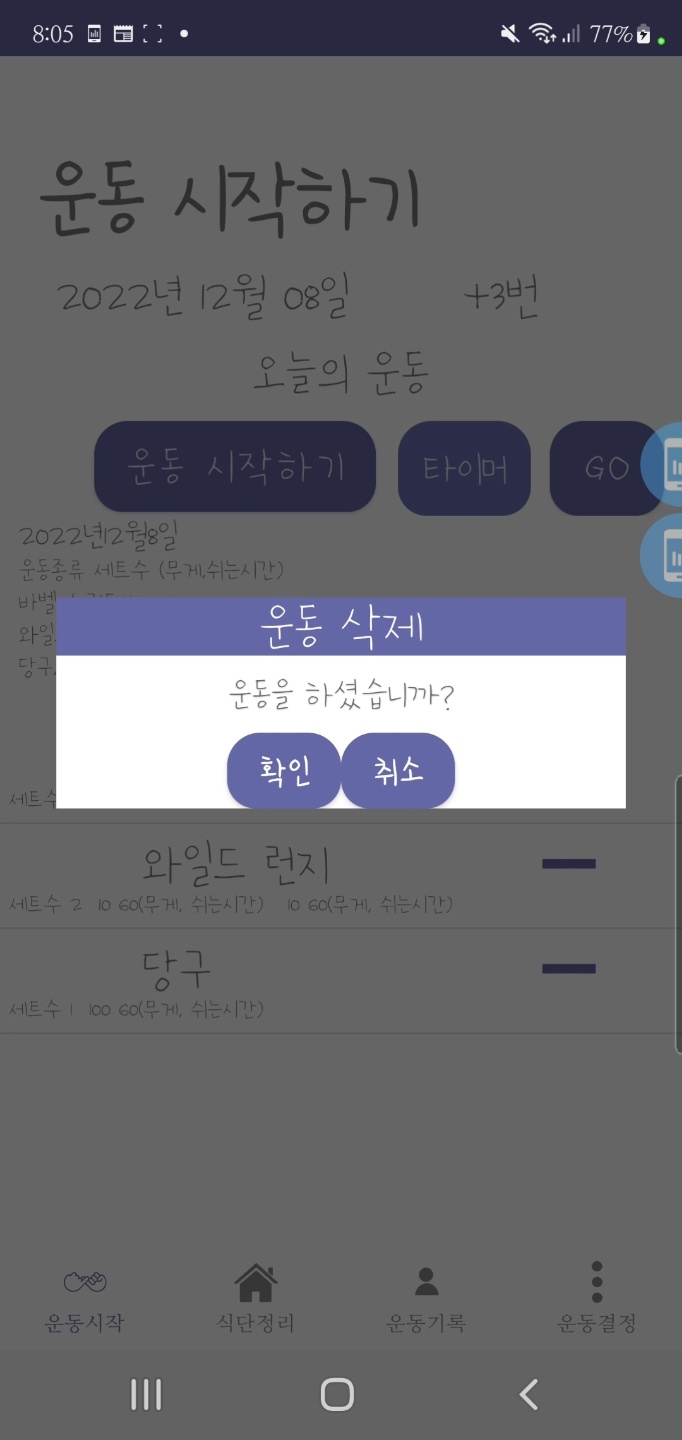 8:05 77%
운동 시작하기
2022년 12월 08일 +3번
오늘의 운동
운동 시작하기 타이머 GO
2022년12월8일
운동종류 세트수 (무게,쉬는시간)
바벨
와일
당구,
운동 삭제
운동을 하셨습니까?
확인 취소
세트수
와일드 런지
세트수 2 10 60(무게, 쉬는시간) 10 60(무게, 쉬는시간)
당구
세트수 1 100 60(무게, 쉬는시간)
운동시작 식단정리 운동기록 운동결정